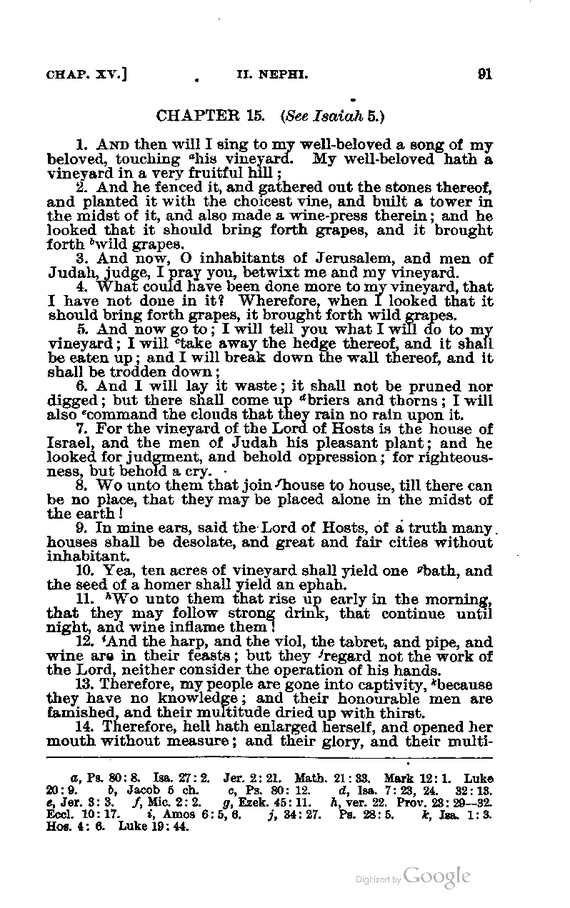 CHAP. XV.] II. NEPHI. 91
CHAPTER 15. (See Isaiah 5.)
1. AND then will I sing to my well-beloved a song of my
beloved, touching ᵃhis vineyard. My well-beloved hath a
vineyard in a very fruitful hill;
2. And he fenced it, and gathered out the stones thereof,
and planted it with the choicest vine, and built a tower in
the midst of it, and also made a wine-press therein; and he
looked that it should bring forth grapes, and it brought
forth ᵇwild grapes.
3. And now, O inhabitants of Jerusalem, and men of
Judah, judge, I pray you, betwixt me and my vineyard.
4. What could have been done more to my vineyard, that
I have not done in it? Wherefore, when I looked that it
should bring forth grapes, it brought forth wild grapes.
5. And now go to; I will tell you what I will do to my
vineyard; I will ᶜtake away the hedge thereof, and it shall
be eaten up; and I will break down the wall thereof, and it
shall be trodden down;
6. And I will lay it waste; it shall not be pruned nor
digged; but there shall come up ᵈbriers and thorns; I will
also ᵉcommand the clouds that they rain no rain upon it.
7. For the vineyard of the Lord of Hosts is the house of
Israel, and the men of Judah his pleasant plant; and he
looked for judgment, and behold oppression; for righteous-
ness, but behold a cry.
8. Wo unto them that join ᶠhouse to house, till there can
be no place, that they may be placed alone in the midst of
the earth!
9. In mine ears, said the Lord of Hosts, of a truth many
houses shall be desolate, and great and fair cities without
inhabitant.
10. Yea, ten acres of vineyard shall yield one ᵍbath, and
the seed of a homer shall yield an ephah.
11. ʰWo unto them that rise up early in the morning,
that they may follow strong drink, that continue until
night, and wine inflame them!
12. ⁱAnd the harp, and the viol, the tabret, and pipe, and
wine are in their feasts; but they ʲregard not the work of
the Lord, neither consider the operation of his hands.
13. Therefore, my people are gone into captivity, ᵏbecause
they have no knowledge; and their honourable men are
famished, and their multitude dried up with thirst.
14. Therefore, hell hath enlarged herself, and opened her
mouth without measure; and their glory, and their multi-
a, Ps. 80:8. Isa. 27:2. Jer. 2:21. Math. 21:33. Mark 12:1. Luke
20:9. b, Jacob 5 ch. c, Ps. 80:12. d, Isa. 7:23, 24. 32:13.
e, Jer. 3:3. f, Mic. 2:2. g, Ezek. 45:11. h, ver. 22. Prov. 23:29—32.
Eccl. 10:17. i, Amos 6:5, 6. j, 34:27. Ps. 28:5. k, Isa. 1:3.
Hos. 4:6. Luke 19:44.
Digitized by Google